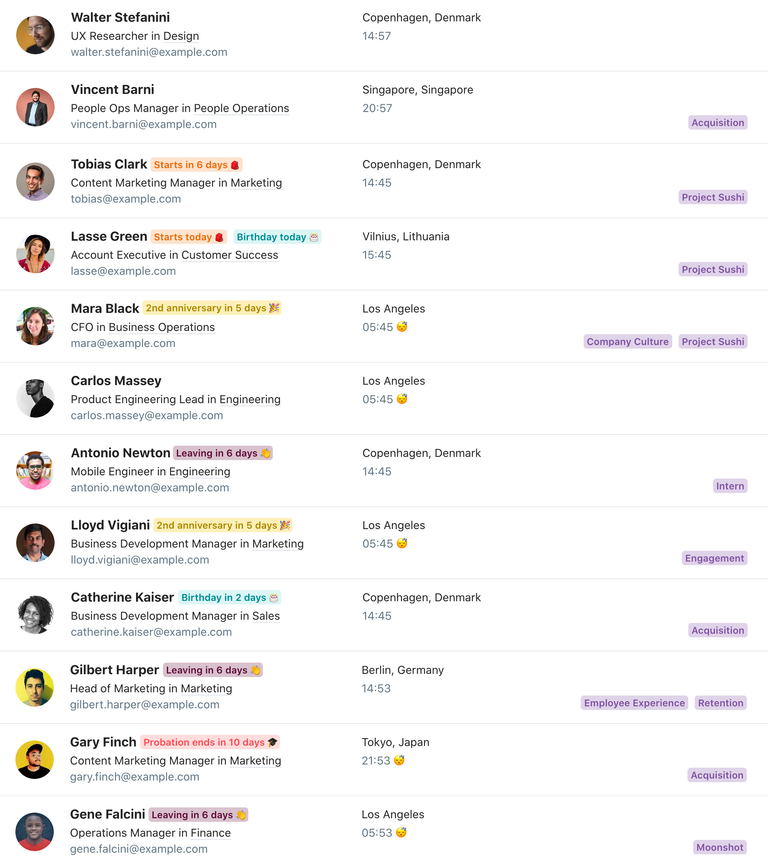 Walter Stefanini
Copenhagen, Denmark
UX Researcher in Design
14:57
walter.stefanini@example.com
Vincent Barni
Singapore, Singapore
People Ops Manager in People Operations
20:57
vincent.barni@example.com
Acquisition
Tobias Clark Starts in 6 days
Copenhagen, Denmark
Content Marketing Manager in Marketing
14:45
tobias@example.com
Project Sushi
Lasse Green Starts today Birthday today
Vilnius, Lithuania
Account Executive in Customer Success
15:45
lasse@example.com
Project Sushi
Mara Black 2nd anniversary in 5 days 🎉
Los Angeles
CFO in Business Operations
05:45 😴
mara@example.com
Company Culture Project Sushi
Carlos Massey
Los Angeles
Product Engineering Lead in Engineering
05:45 😴
carlos.massey@example.com
Antonio Newton Leaving in 6 days 👏
Copenhagen, Denmark
Mobile Engineer in Engineering
14:45
antonio.newton@example.com
Intern
Lloyd Vigiani 2nd anniversary in 5 days 🎉
Los Angeles
Business Development Manager in Marketing
05:45 😴
lloyd.vigiani@example.com
Engagement
Catherine Kaiser Birthday in 2 days
Copenhagen, Denmark
Business Development Manager in Sales
14:45
catherine.kaiser@example.com
Acquisition
Gilbert Harper Leaving in 6 days 👏
Berlin, Germany
Head of Marketing in Marketing
14:53
gilbert.harper@example.com
Employee Experience Retention
Gary Finch Probation ends in 10 days 🎓
Tokyo, Japan
Content Marketing Manager in Marketing
21:53 😴
gary.finch@example.com
Acquisition
Gene Falcini Leaving in 6 days 👏
Los Angeles
Operations Manager in Finance
05:53 😴
gene.falcini@example.com
Moonshot